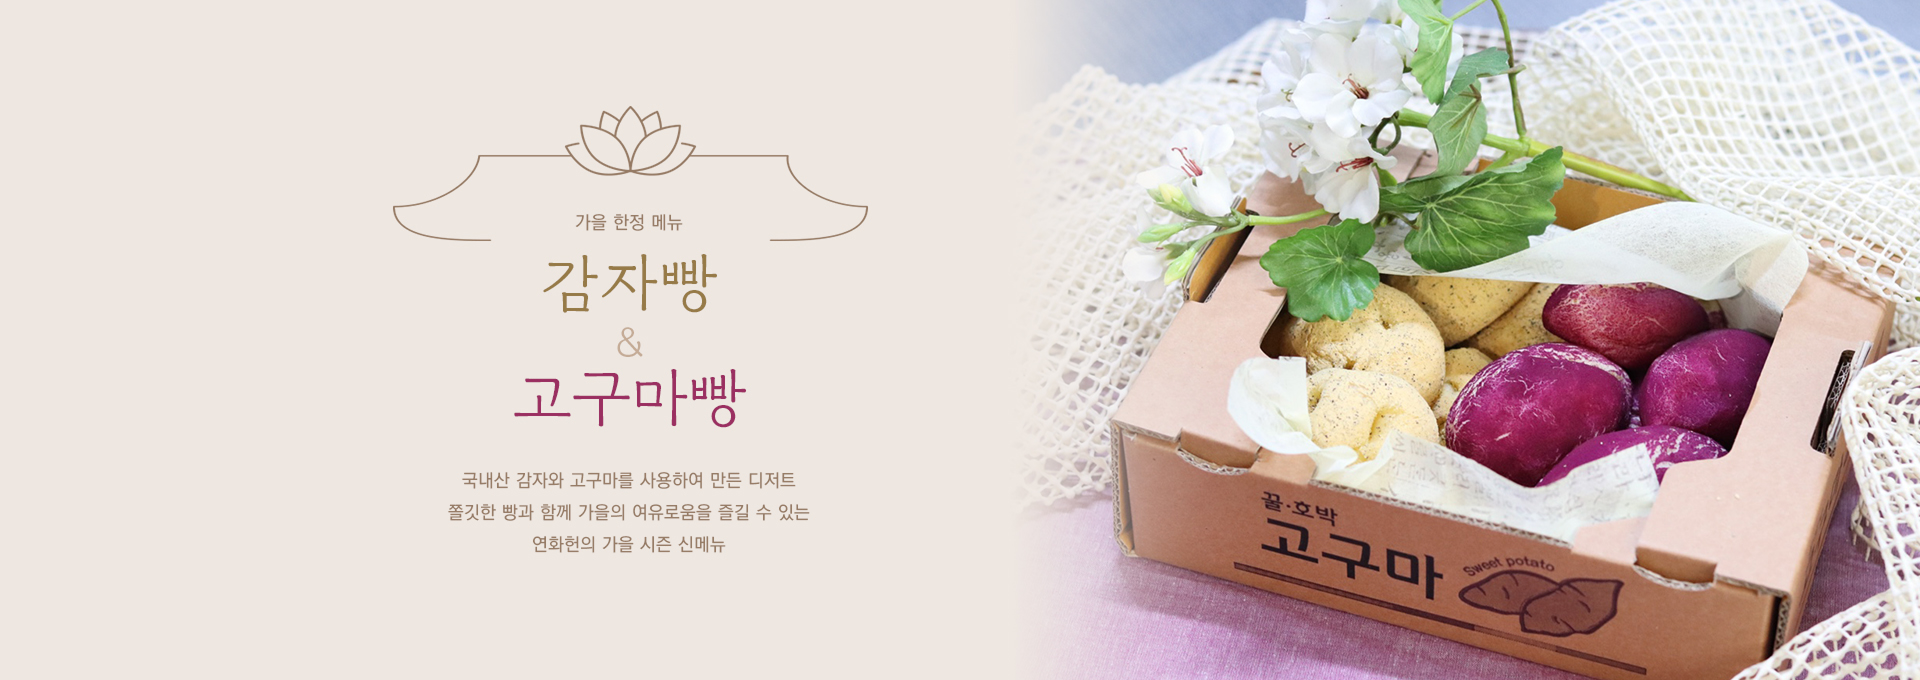 가을 한정 메뉴
감자빵
&
고구마빵
국내산 감자와 고구마를 사용하여 만든 디저트
쫄깃한 빵과 함께 가을의 여유로움을 즐길 수 있는
연화헌의 가을 시즌 신메뉴
꿀·호박
고구마
Sweet potato